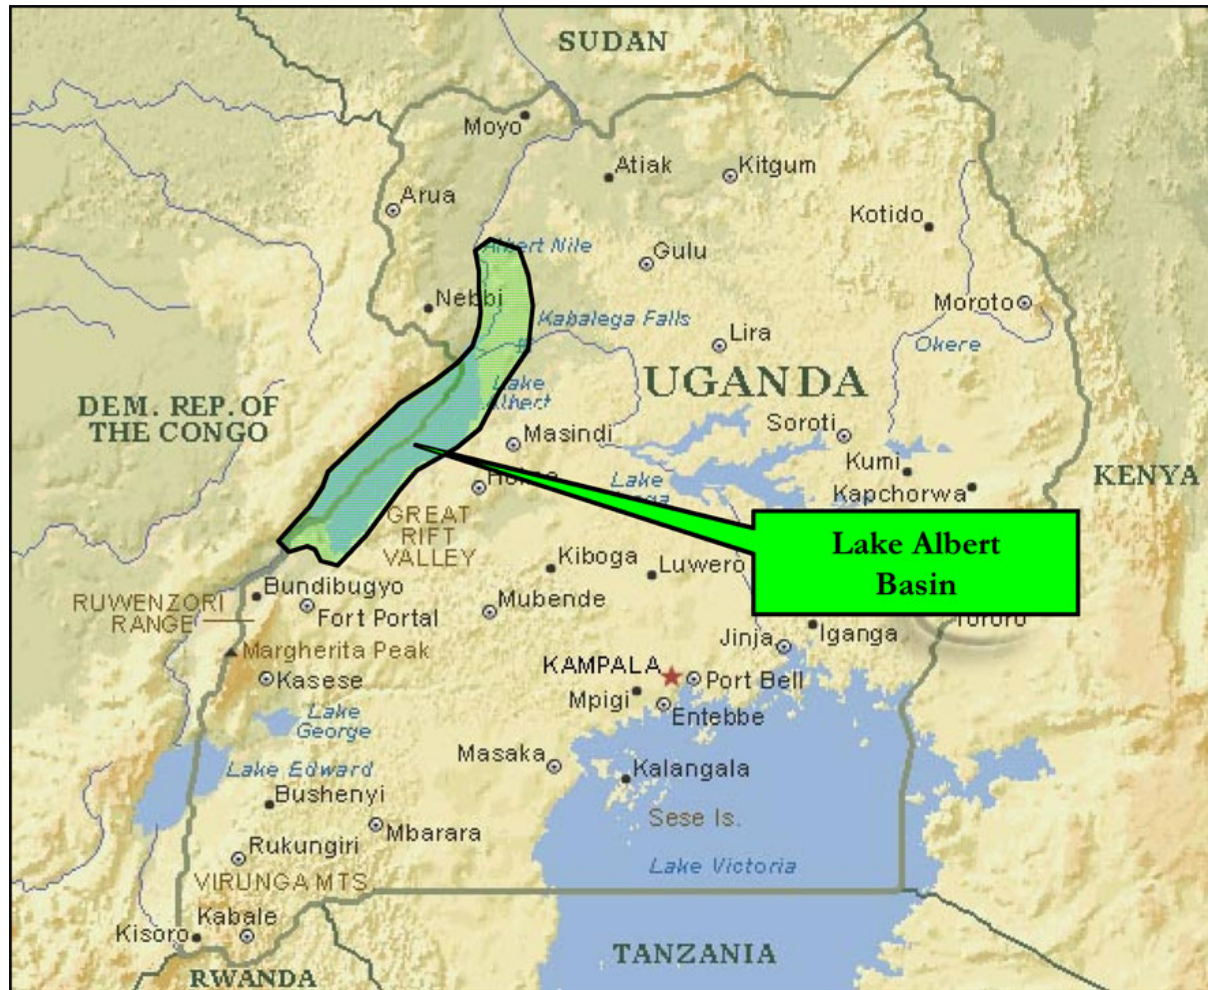 SUDAN
Moyo
Atiak
Kitgum
Arua
Kotido
Albert Nile
Gulu
Nebbi
Moroto
Kabalega Falls
Lira
Okere
UGANDA
Lake
Albert
DEM. REP. OF
THE CONGO
Masindi
Soroti
Kumi
KENYA
Lake
Kapchorwa
GREAT
RIFT
VALLEY
Lake Albert
Basin
Kiboga
Luwero
Bundibugyo
RUWENZORI
RANGE
Fort Portal
Mubende
Iganga
Tororo
Jinja
Margherita Peak
KAMPALA
Port Bell
Kasese
Mpigi
Entebbe
Lake
George
Masaka
Lake Edward
Kalangala
Bushenyi
Sese Is.
Mbarara
Rukungiri
Lake Victoria
VIRUNGA MTS.
Kabale
Kisoro
TANZANIA
RWANDA